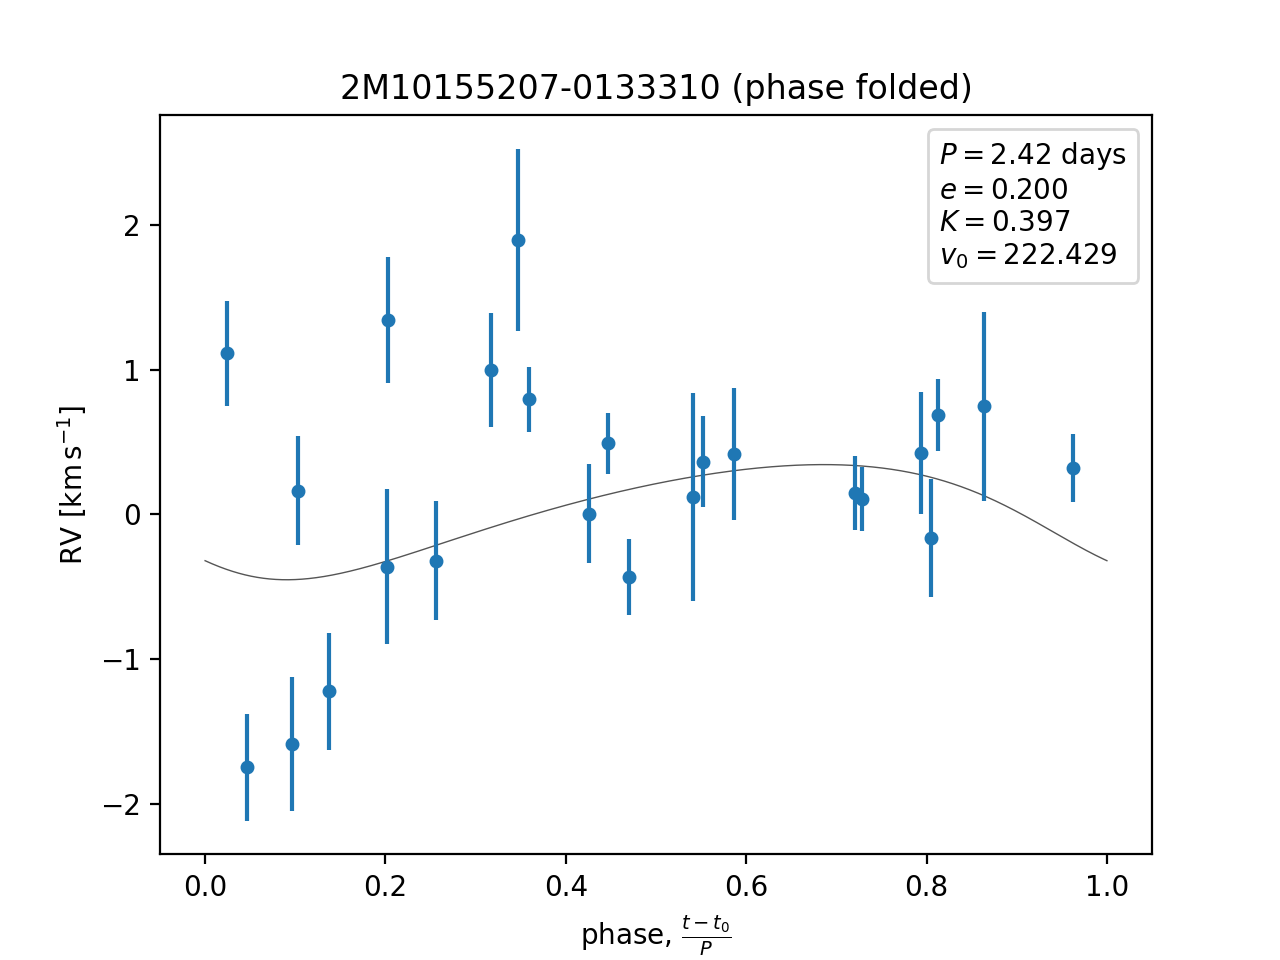 2M10155207-0133310 (phase folded)
P = 2.42 days
e = 0.200
K = 0.397
v₀ = 222.429
RV [km s⁻¹]
2
1
0
−1
−2
0.0 0.2 0.4 0.6 0.8 1.0
phase, (t − t₀)/P